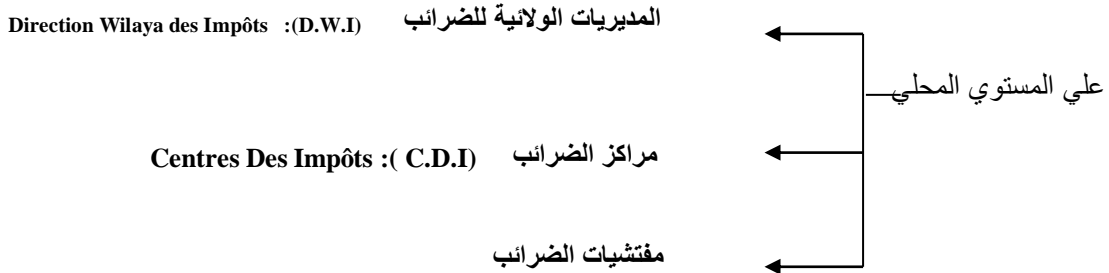 المديريات الولائية للضرائب (D.W.I): Direction Wilaya des Impôts
علي المستوي المحلي
مراكز الضرائب (C.D.I ): Centres Des Impôts
مفتشيات الضرائب